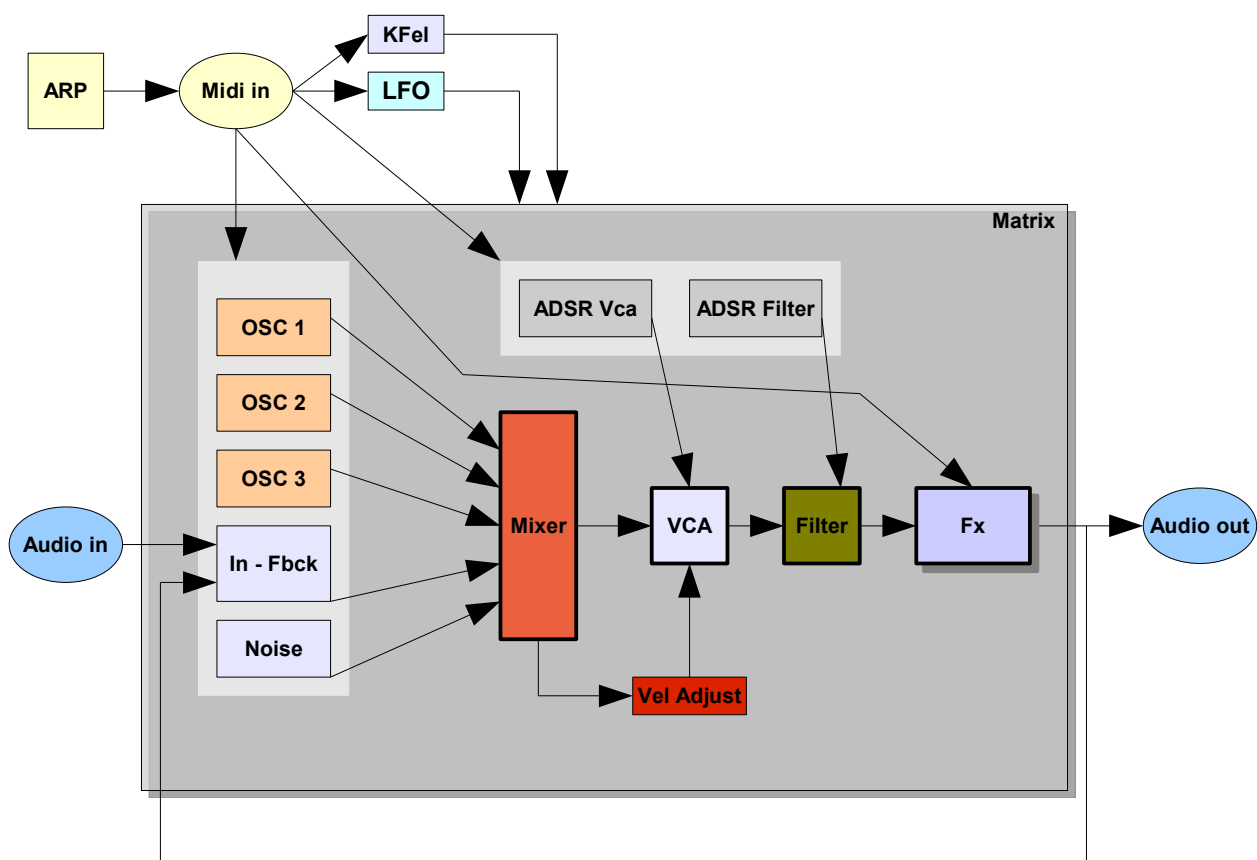 KFel
ARP
Midi in
LFO
Matrix
ADSR Vca
ADSR Filter
OSC 1
OSC 2
OSC 3
Mixer
VCA
Filter
Fx
Audio out
Audio in
In - Fbck
Noise
Vel Adjust